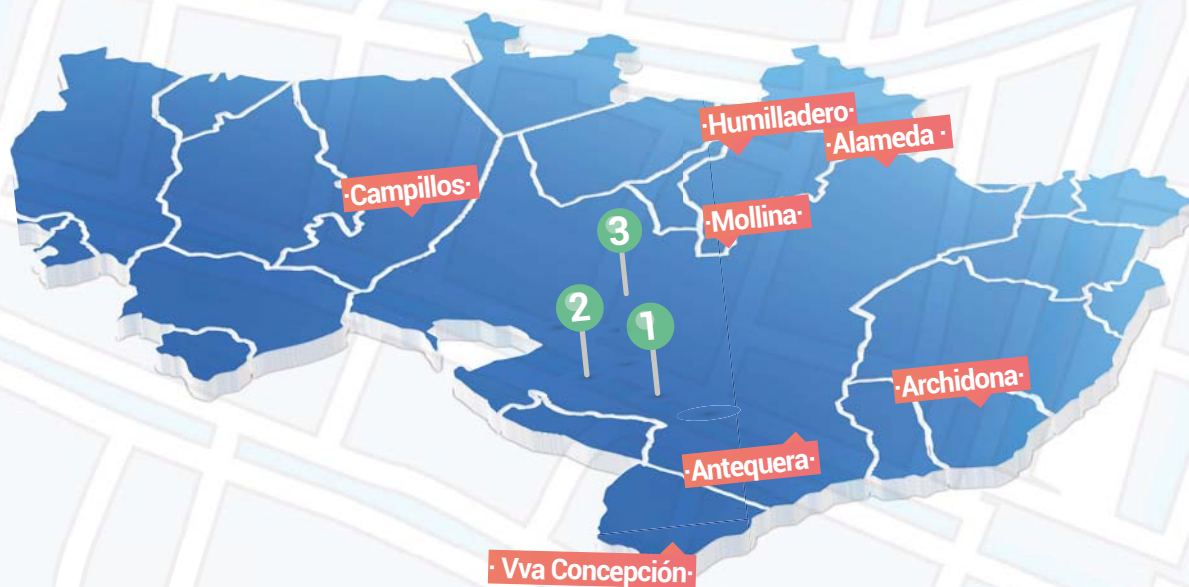 ·Humilladero·
·Alameda ·
·Campillos·
·Mollina·
3
2
1
·Archidona·
·Antequera·
· Vva Concepción·